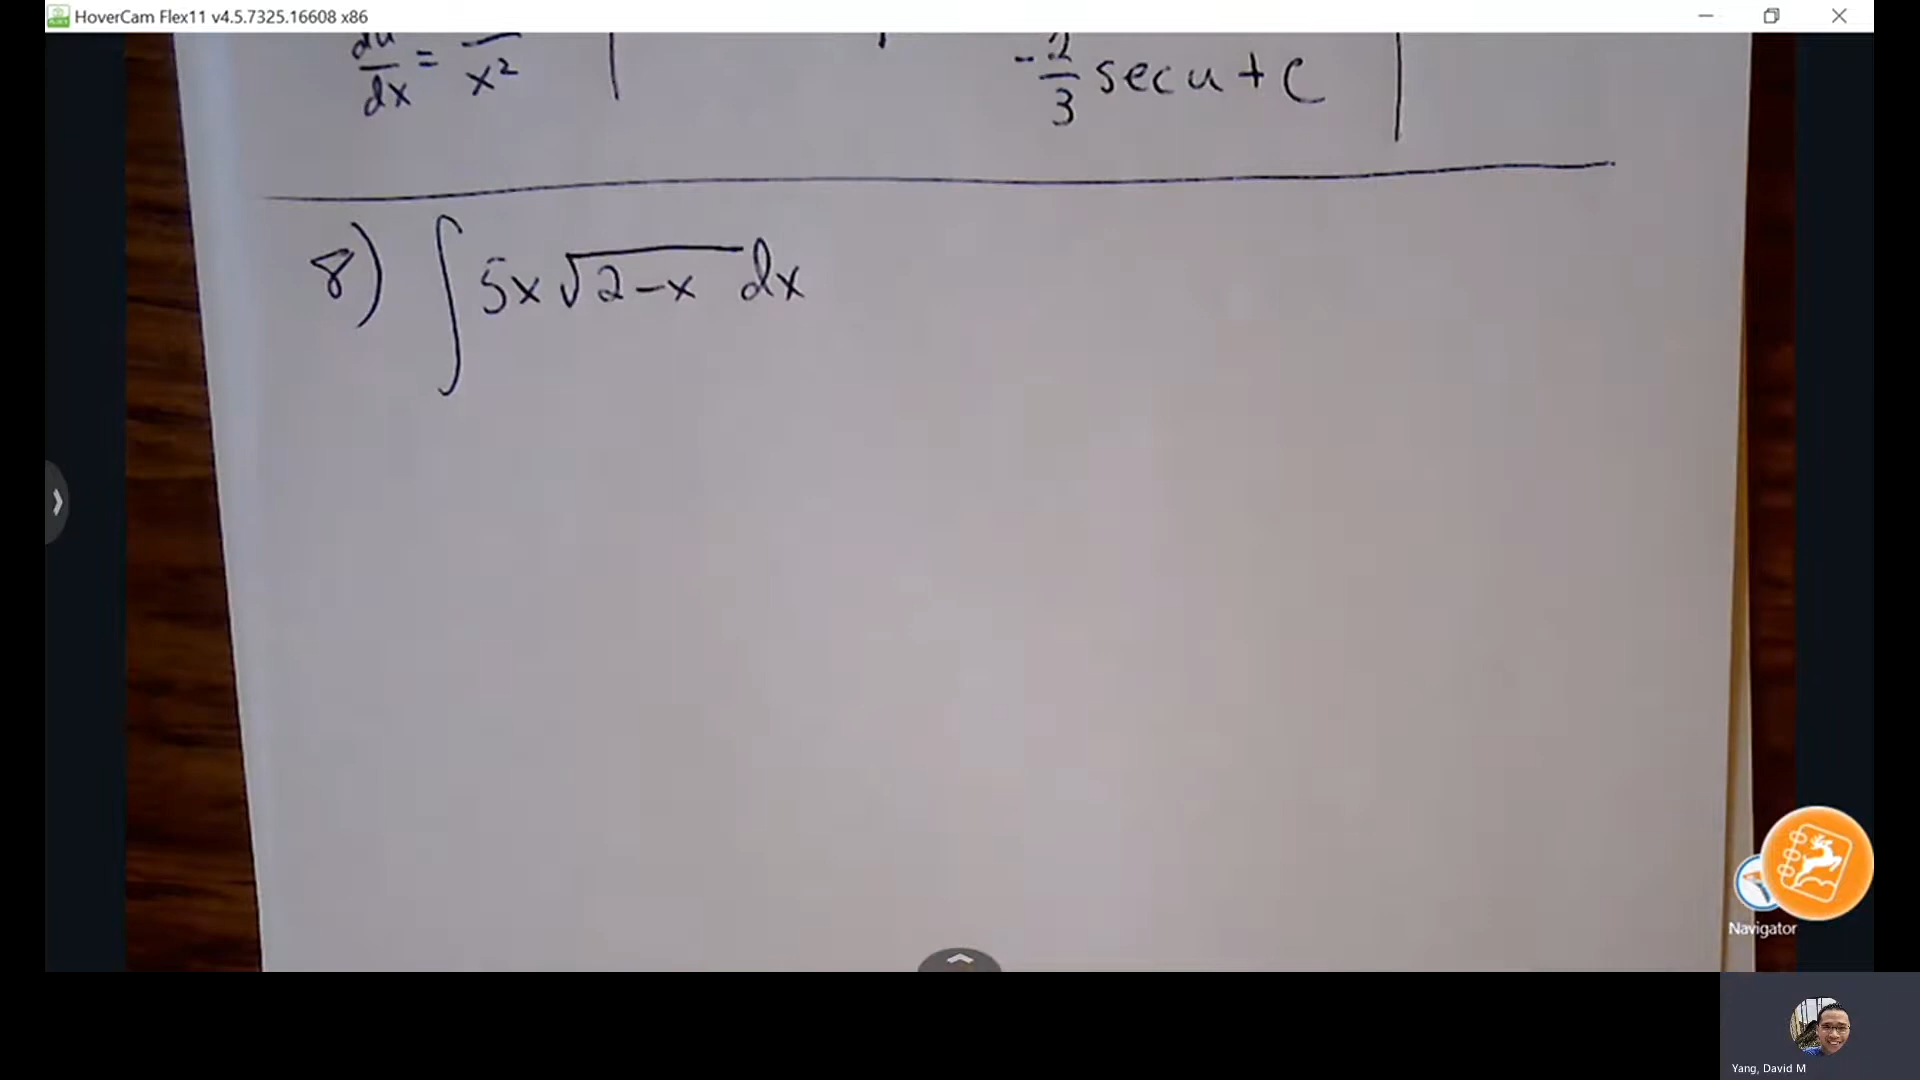 HoverCam Flex11 v4.5.7325.16608 x86
du/dx = /x²
-2/3 sec u + C
8) ∫ 5x √(2-x) dx
Navigator
Yang, David M